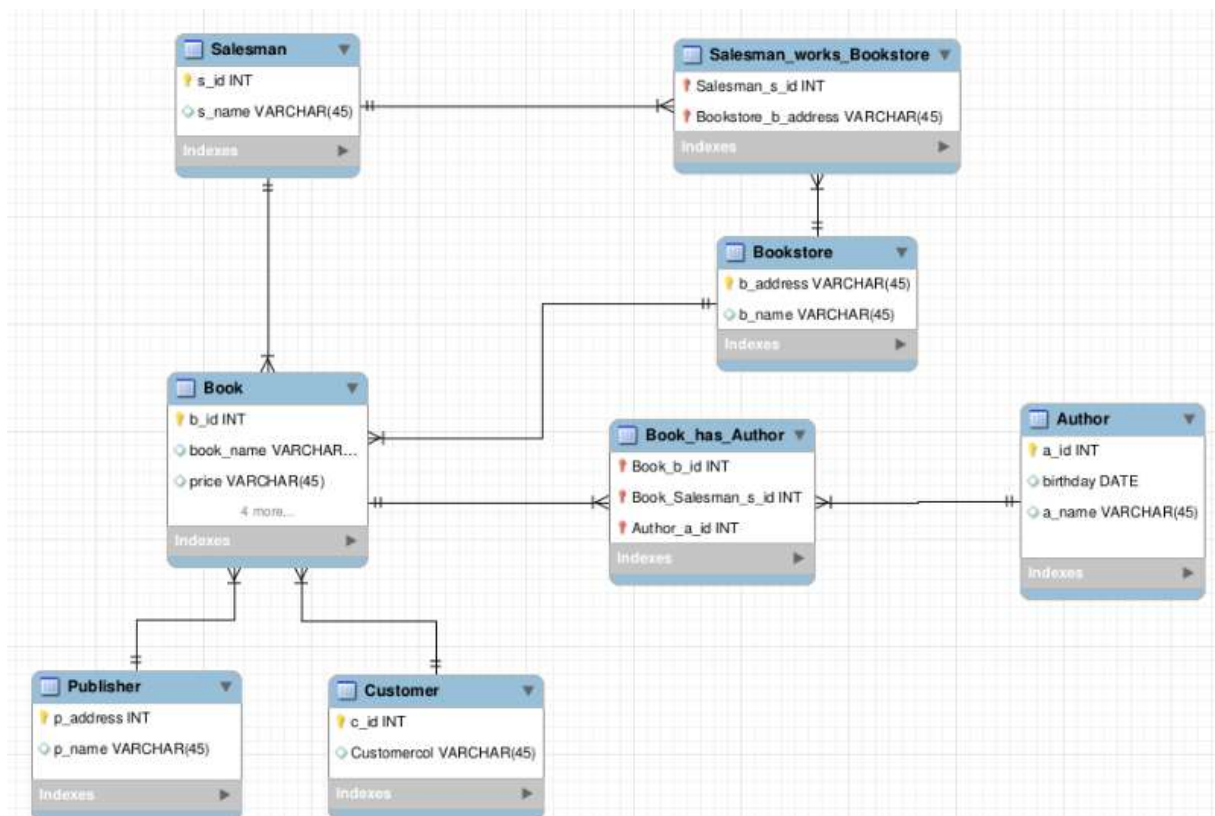 Salesman
s_id INT
s_name VARCHAR(45)
Indexes
Salesman_works_Bookstore
Salesman_s_id INT
Bookstore_b_address VARCHAR(45)
Indexes
Bookstore
b_address VARCHAR(45)
b_name VARCHAR(45)
Indexes
Book
b_id INT
book_name VARCHAR...
price VARCHAR(45)
4 more...
Indexes
Book_has_Author
Book_b_id INT
Book_Salesman_s_id INT
Author_a_id INT
Indexes
Author
a_id INT
birthday DATE
a_name VARCHAR(45)
Indexes
Publisher
p_address INT
p_name VARCHAR(45)
Indexes
Customer
c_id INT
Customercol VARCHAR(45)
Indexes